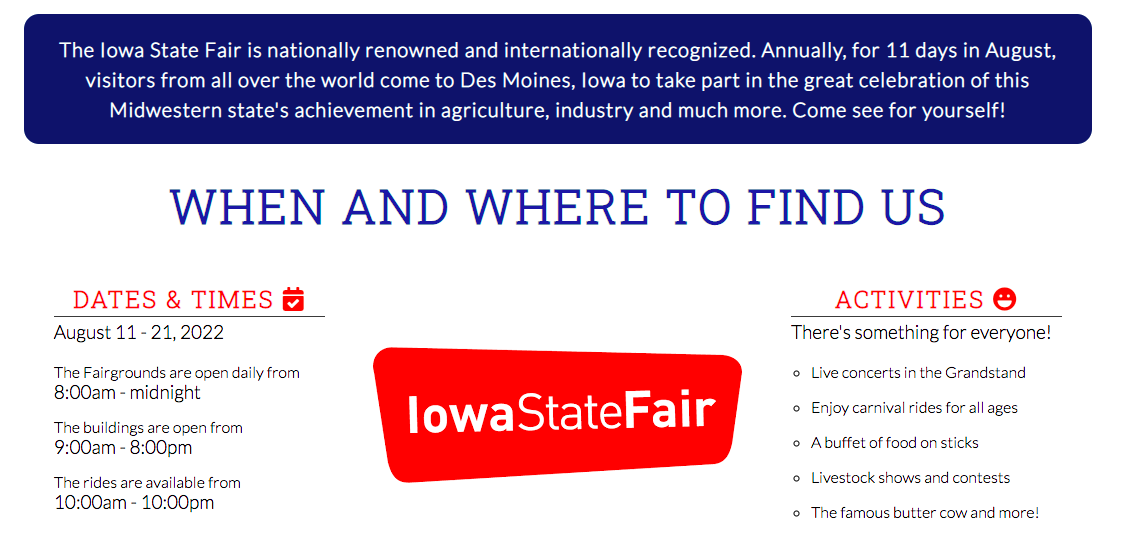 The Iowa State Fair is nationally renowned and internationally recognized. Annually, for 11 days in August,
visitors from all over the world come to Des Moines, Iowa to take part in the great celebration of this
Midwestern state's achievement in agriculture, industry and much more. Come see for yourself!
WHEN AND WHERE TO FIND US
DATES & TIMES
August 11 - 21, 2022
The Fairgrounds are open daily from
8:00am - midnight
The buildings are open from
9:00am - 8:00pm
The rides are available from
10:00am - 10:00pm
IowaStateFair
ACTIVITIES
There's something for everyone!
Live concerts in the Grandstand
Enjoy carnival rides for all ages
A buffet of food on sticks
Livestock shows and contests
The famous butter cow and more!